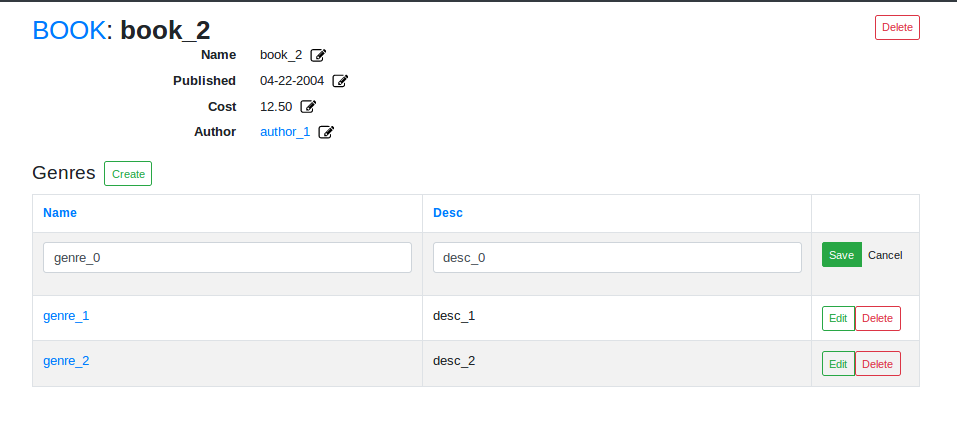 BOOK: book_2 Delete
Name book_2
Published 04-22-2004
Cost 12.50
Author author_1
Genres Create
Name Desc
genre_0 desc_0 Save Cancel
genre_1 desc_1 Edit Delete
genre_2 desc_2 Edit Delete